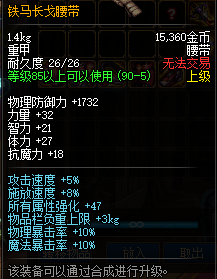 铁马长戈腰带
1.4kg 15,360金币
重甲 腰带
耐久度 26/26 无法交易
等级85以上可以使用 (90-5) 上级
物理防御力 +1732
力量 +32
智力 +21
体力 +27
抗魔力 +18
攻击速度 +5%
施放速度 +8%
所有属性强化 +47
物品栏负重上限 +3kg
物理暴击率 +10%
魔法暴击率 +10%
该装备可以通过合成进行升级。